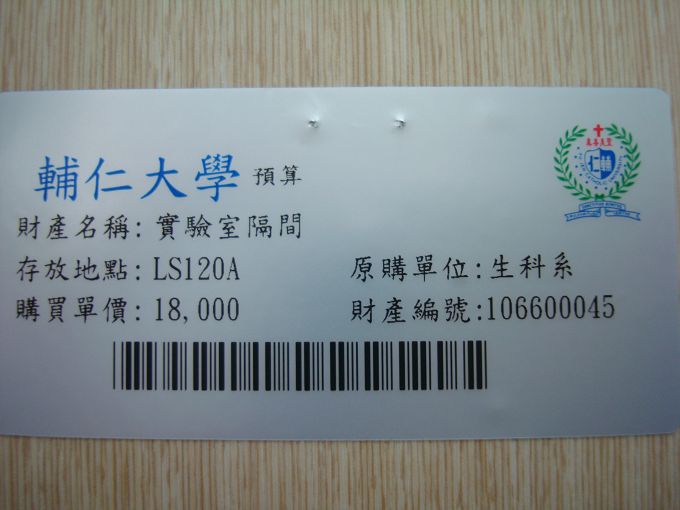 輔仁大學 預算
財產名稱: 實驗室隔間
存放地點: LS120A 原購單位:生科系
購買單價: 18,000 財產編號:106600045
輔仁